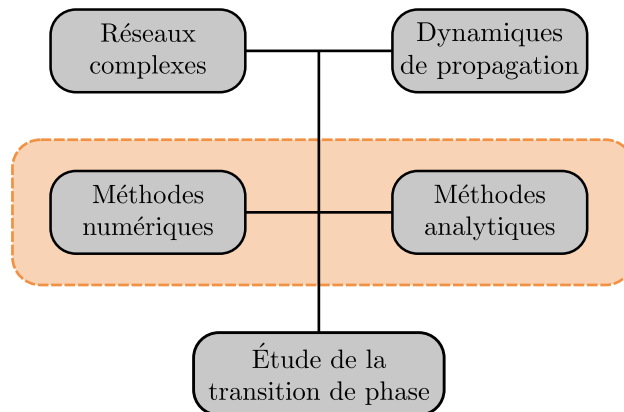 Réseaux
complexes
Dynamiques
de propagation
Méthodes
numériques
Méthodes
analytiques
Étude de la
transition de phase